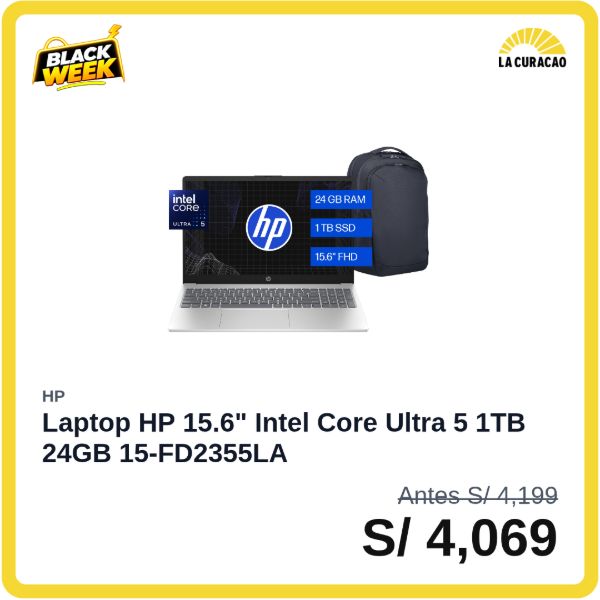 BLACK
WEEK
LA CURACAO
intel
CORE
ULTRA 5
hp
24 GB RAM
1 TB SSD
15.6" FHD
HP
Laptop HP 15.6" Intel Core Ultra 5 1TB
24GB 15-FD2355LA
Antes S/ 4,199
S/ 4,069